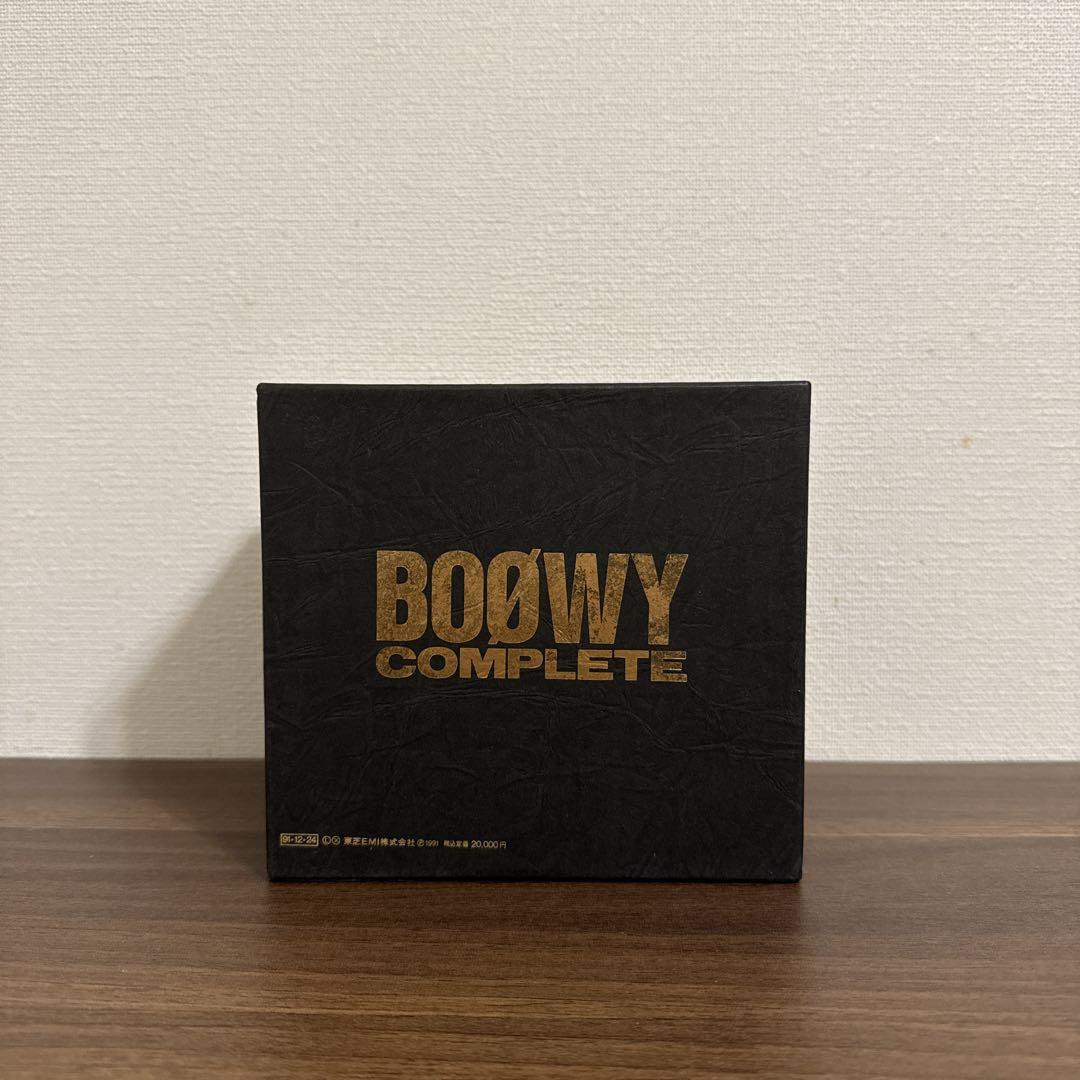 BOØWY
COMPLETE
91・12・24 Ⓛ Ⓧ 東芝EMI株式会社 ℗1991 税込定価 20,000円